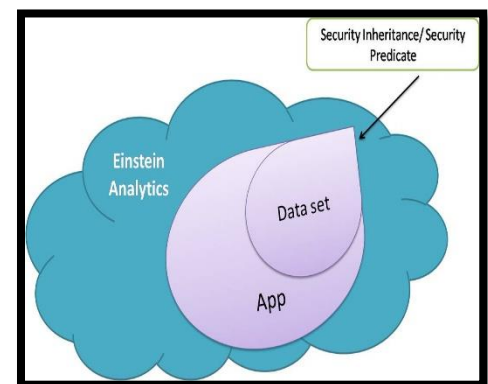 Security Inheritance/ Security
Predicate
Einstein
Analytics
Data set
App